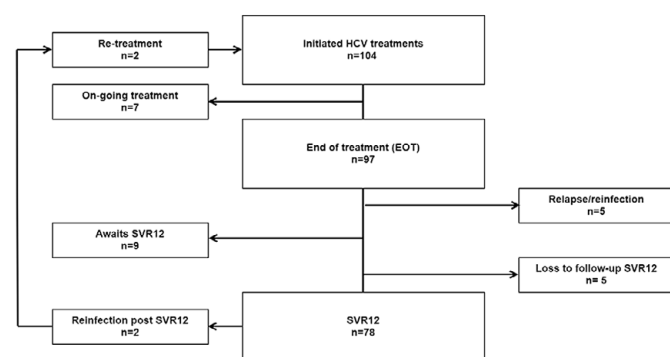 Re-treatment
n=2
Initiated HCV treatments
n=104
On-going treatment
n=7
End of treatment (EOT)
n=97
Relapse/reinfection
n=5
Awaits SVR12
n=9
Loss to follow-up SVR12
n= 5
Reinfection post SVR12
n=2
SVR12
n=78